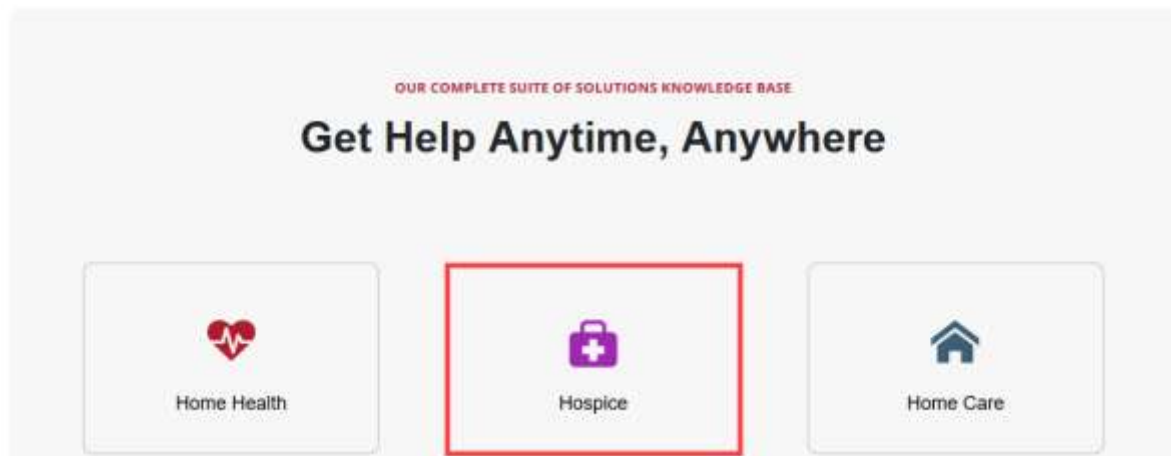 OUR COMPLETE SUITE OF SOLUTIONS KNOWLEDGE BASE
Get Help Anytime, Anywhere
Home Health
Hospice
Home Care